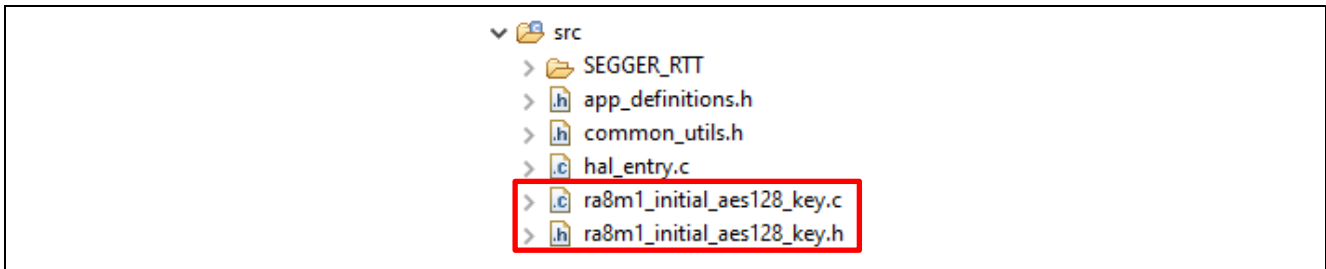 src
SEGGER_RTT
app_definitions.h
common_utils.h
hal_entry.c
ra8m1_initial_aes128_key.c
ra8m1_initial_aes128_key.h